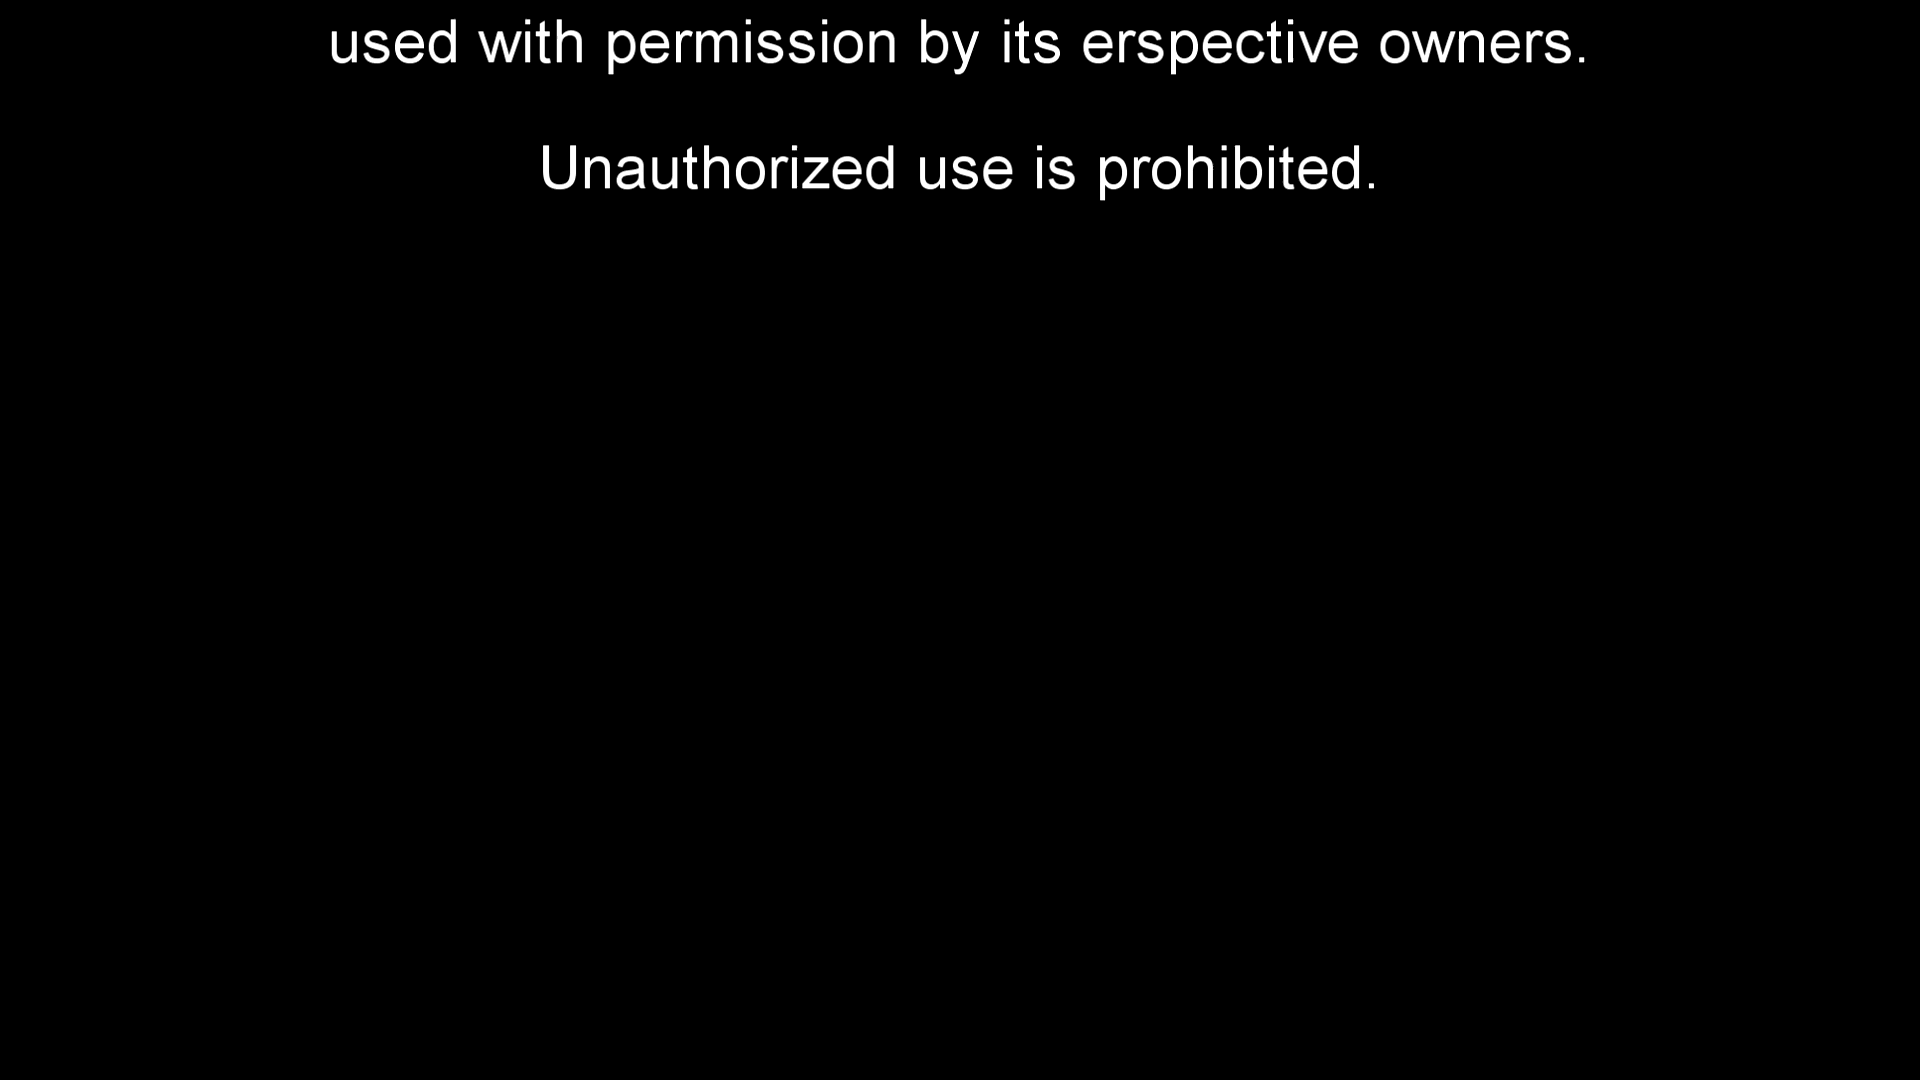 used with permission by its erspective owners.
Unauthorized use is prohibited.